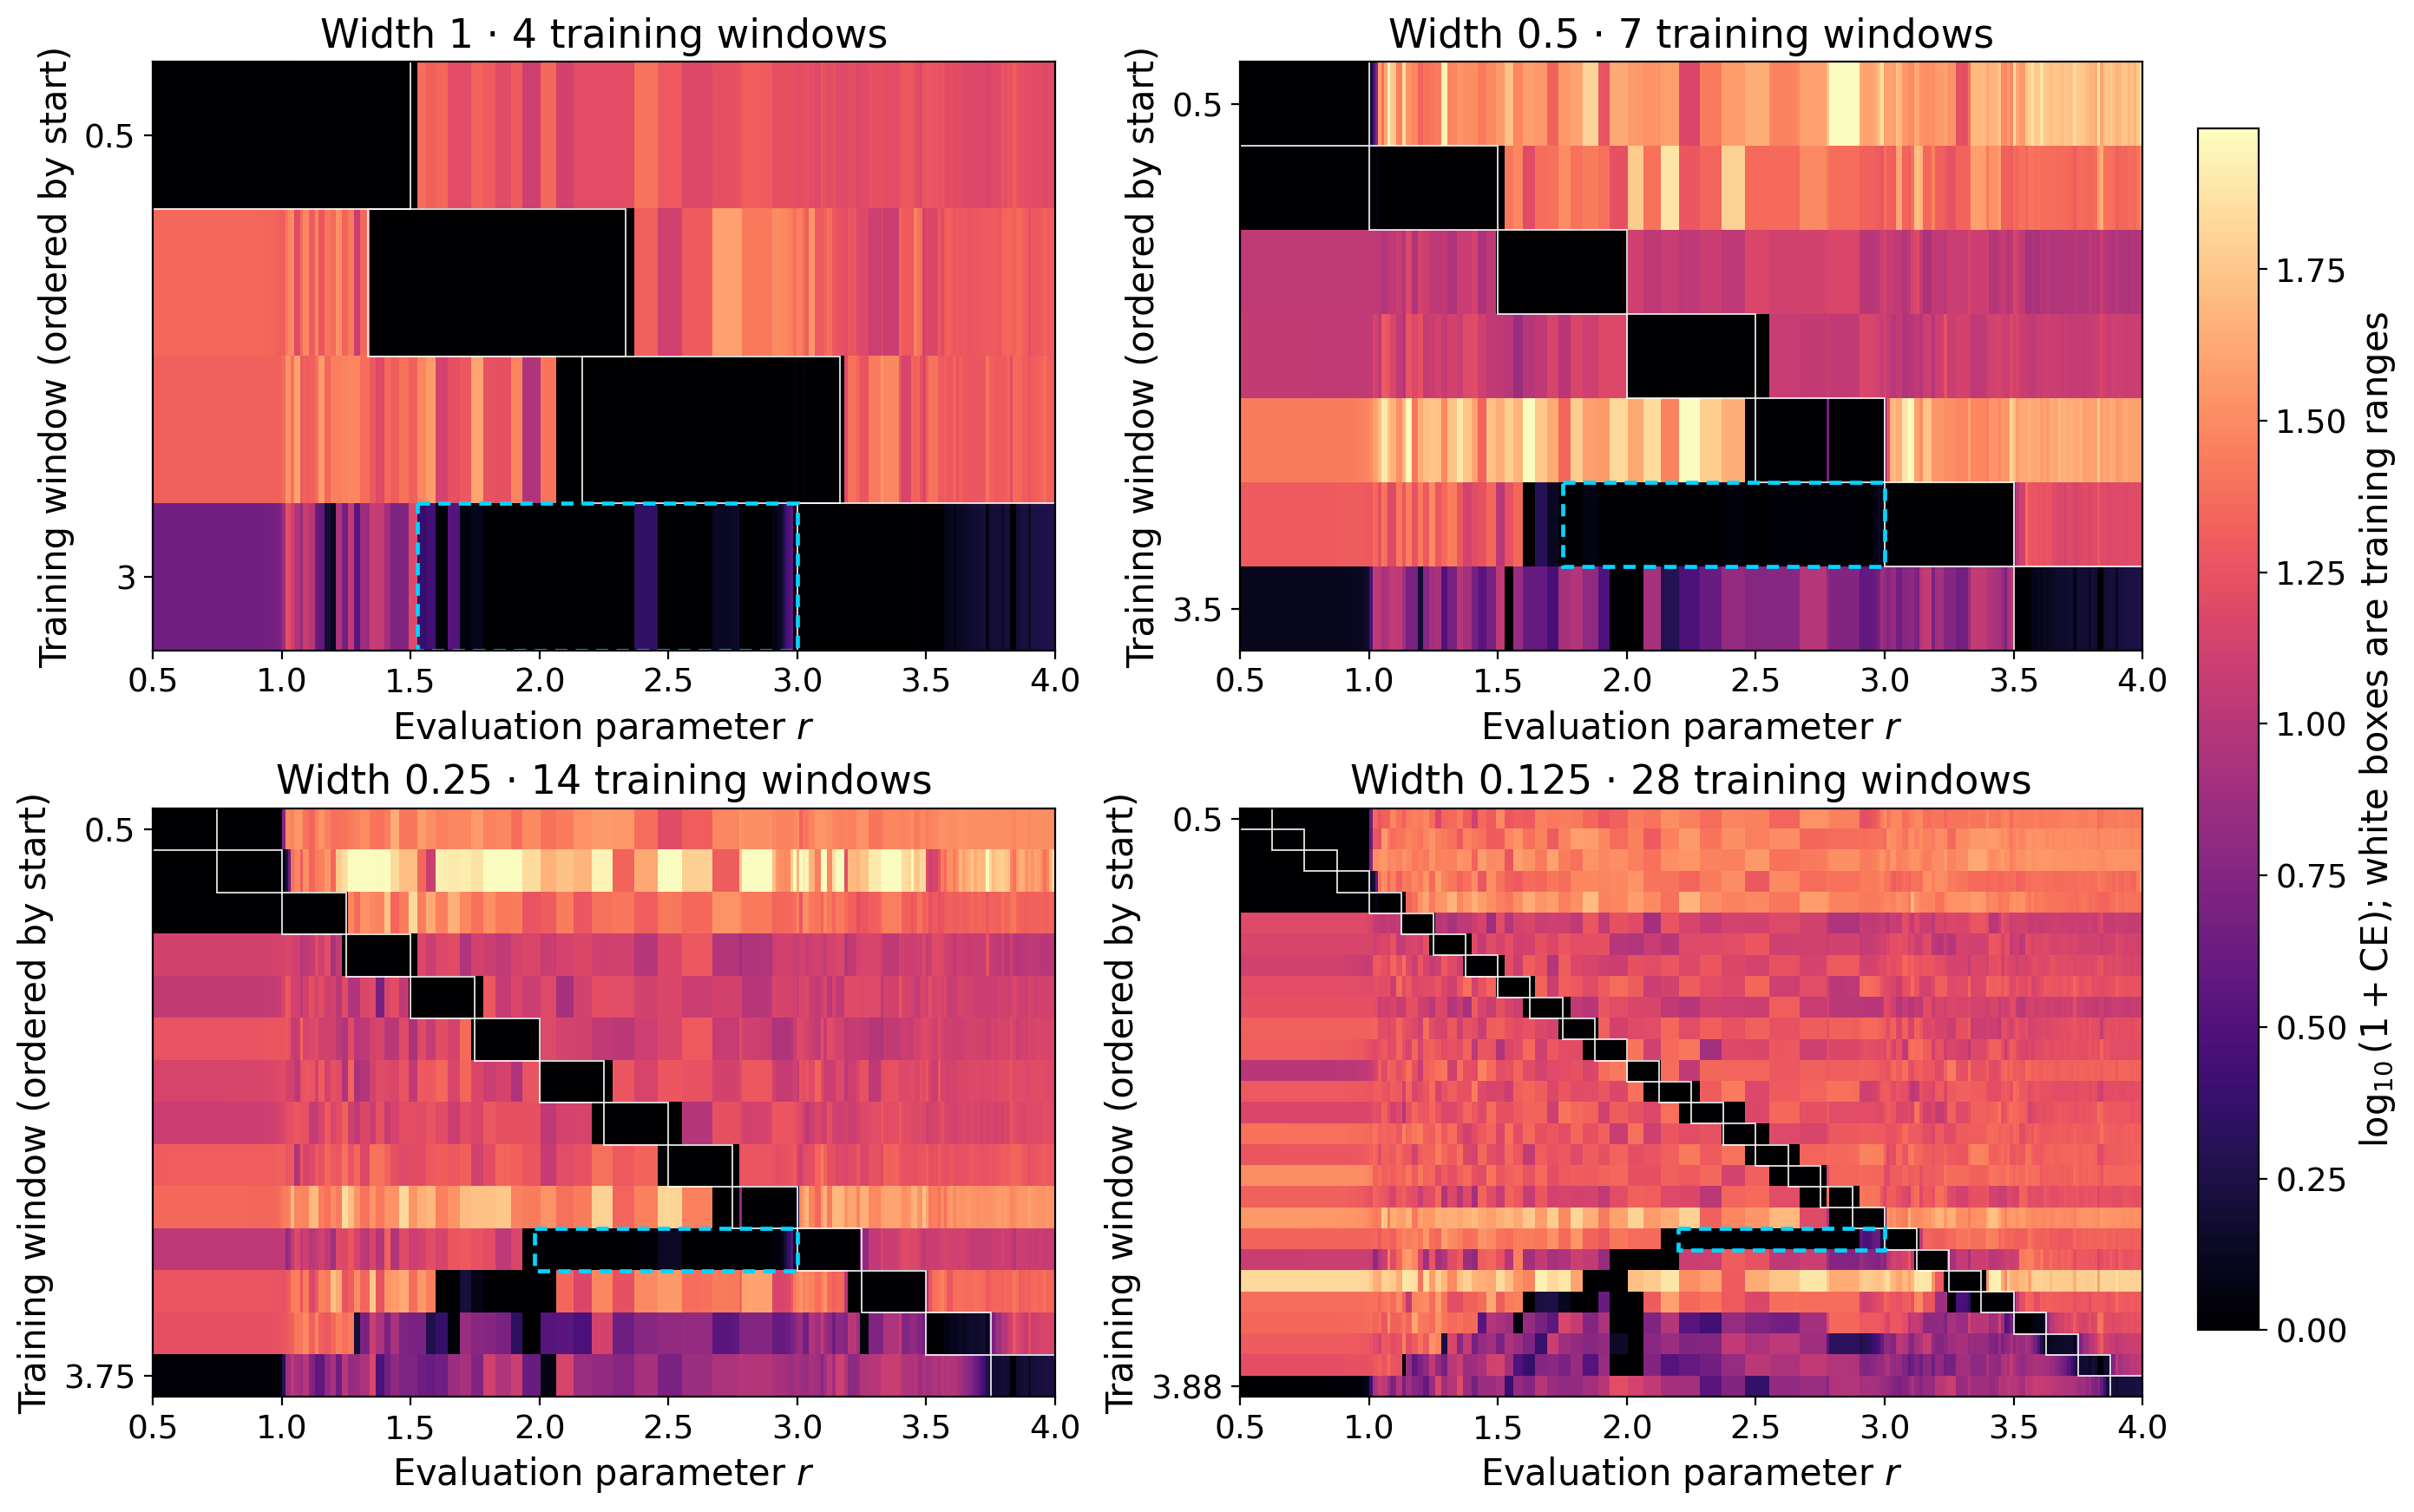 Width 1 · 4 training windows
Training window (ordered by start)
0.5
3
0.5 1.0 1.5 2.0 2.5 3.0 3.5 4.0
Evaluation parameter r
Width 0.5 · 7 training windows
Training window (ordered by start)
0.5
3.5
0.5 1.0 1.5 2.0 2.5 3.0 3.5 4.0
Evaluation parameter r
Width 0.25 · 14 training windows
Training window (ordered by start)
0.5
3.75
0.5 1.0 1.5 2.0 2.5 3.0 3.5 4.0
Evaluation parameter r
Width 0.125 · 28 training windows
Training window (ordered by start)
0.5
3.88
0.5 1.0 1.5 2.0 2.5 3.0 3.5 4.0
Evaluation parameter r
1.75
1.50
1.25
1.00
0.75
0.50
0.25
0.00
log₁₀(1 + CE); white boxes are training ranges